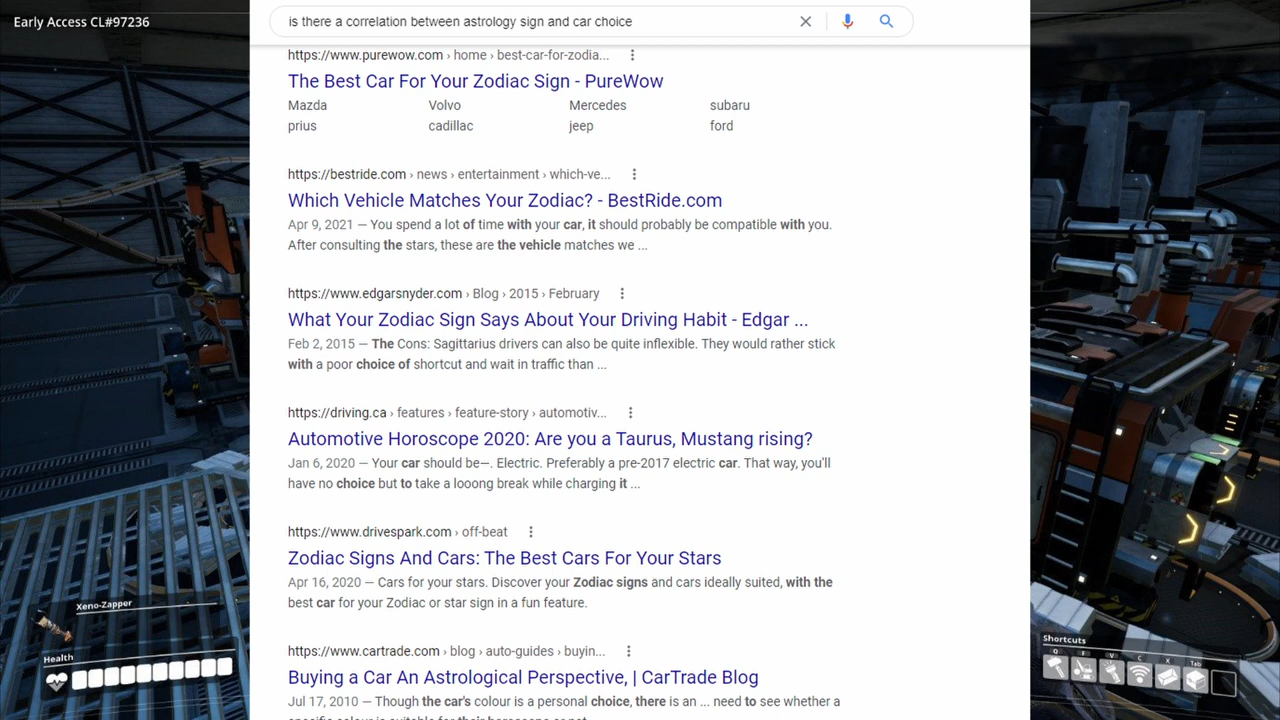 Early Access CL#97236
is there a correlation between astrology sign and car choice
https://www.purewow.com › home › best-car-for-zodia...
The Best Car For Your Zodiac Sign - PureWow
Mazda Volvo Mercedes subaru
prius cadillac jeep ford
https://bestride.com › news › entertainment › which-ve...
Which Vehicle Matches Your Zodiac? - BestRide.com
Apr 9, 2021 — You spend a lot of time with your car, it should probably be compatible with you.
After consulting the stars, these are the vehicle matches we ...
https://www.edgarsnyder.com › Blog › 2015 › February
What Your Zodiac Sign Says About Your Driving Habit - Edgar ...
Feb 2, 2015 — The Cons: Sagittarius drivers can also be quite inflexible. They would rather stick
with a poor choice of shortcut and wait in traffic than ...
https://driving.ca › features › feature-story › automotiv...
Automotive Horoscope 2020: Are you a Taurus, Mustang rising?
Jan 6, 2020 — Your car should be—. Electric. Preferably a pre-2017 electric car. That way, you'll
have no choice but to take a looong break while charging it ...
https://www.drivespark.com › off-beat
Zodiac Signs And Cars: The Best Cars For Your Stars
Apr 16, 2020 — Cars for your stars. Discover your Zodiac signs and cars ideally suited, with the
best car for your Zodiac or star sign in a fun feature.
https://www.cartrade.com › blog › auto-guides › buyin...
Buying a Car An Astrological Perspective, | CarTrade Blog
Jul 17, 2010 — Though the car's colour is a personal choice, there is an ... need to see whether a
Xeno-Zapper
Health
Shortcuts
Q F V C X Tab